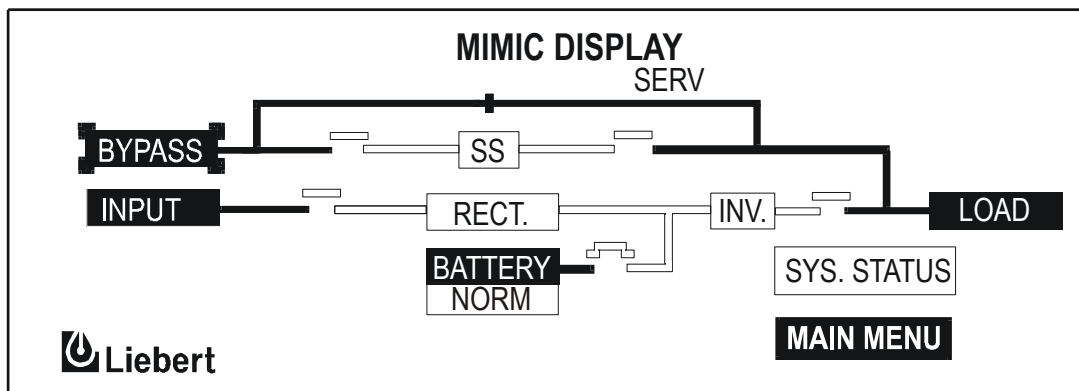 MIMIC DISPLAY
SERV
BYPASS
SS
INPUT
RECT.
INV.
LOAD
BATTERY
NORM
SYS. STATUS
MAIN MENU
Liebert